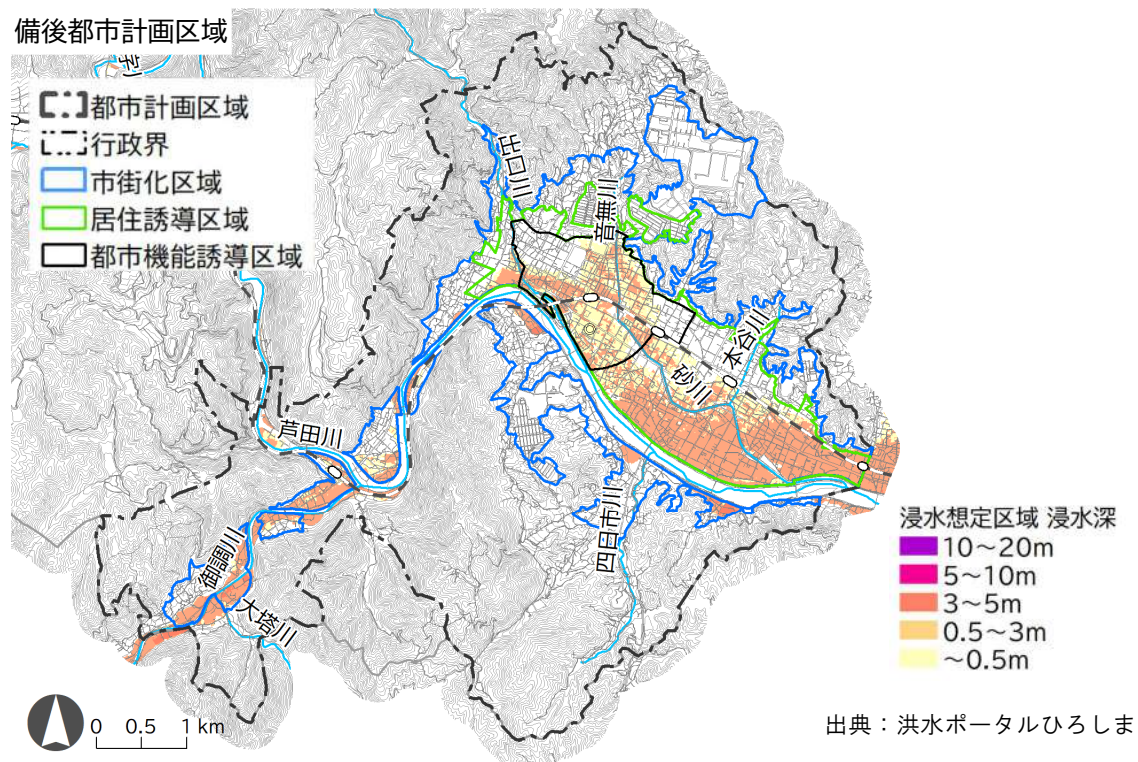 備後都市計画区域
都市計画区域
行政界
市街化区域
居住誘導区域
都市機能誘導区域
出口川
音無川
本谷川
砂川
芦田川
四日市川
御調川
大塔川
浸水想定区域 浸水深
10～20m
5～10m
3～5m
0.5～3m
～0.5m
0 0.5 1 km
出典：洪水ポータルひろしま